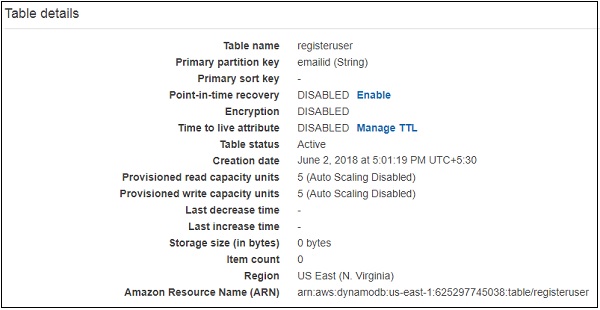 Table details
Table name registeruser
Primary partition key emailid (String)
Primary sort key -
Point-in-time recovery DISABLED Enable
Encryption DISABLED
Time to live attribute DISABLED Manage TTL
Table status Active
Creation date June 2, 2018 at 5:01:19 PM UTC+5:30
Provisioned read capacity units 5 (Auto Scaling Disabled)
Provisioned write capacity units 5 (Auto Scaling Disabled)
Last decrease time -
Last increase time -
Storage size (in bytes) 0 bytes
Item count 0
Region US East (N. Virginia)
Amazon Resource Name (ARN) arn:aws:dynamodb:us-east-1:625297745038:table/registeruser